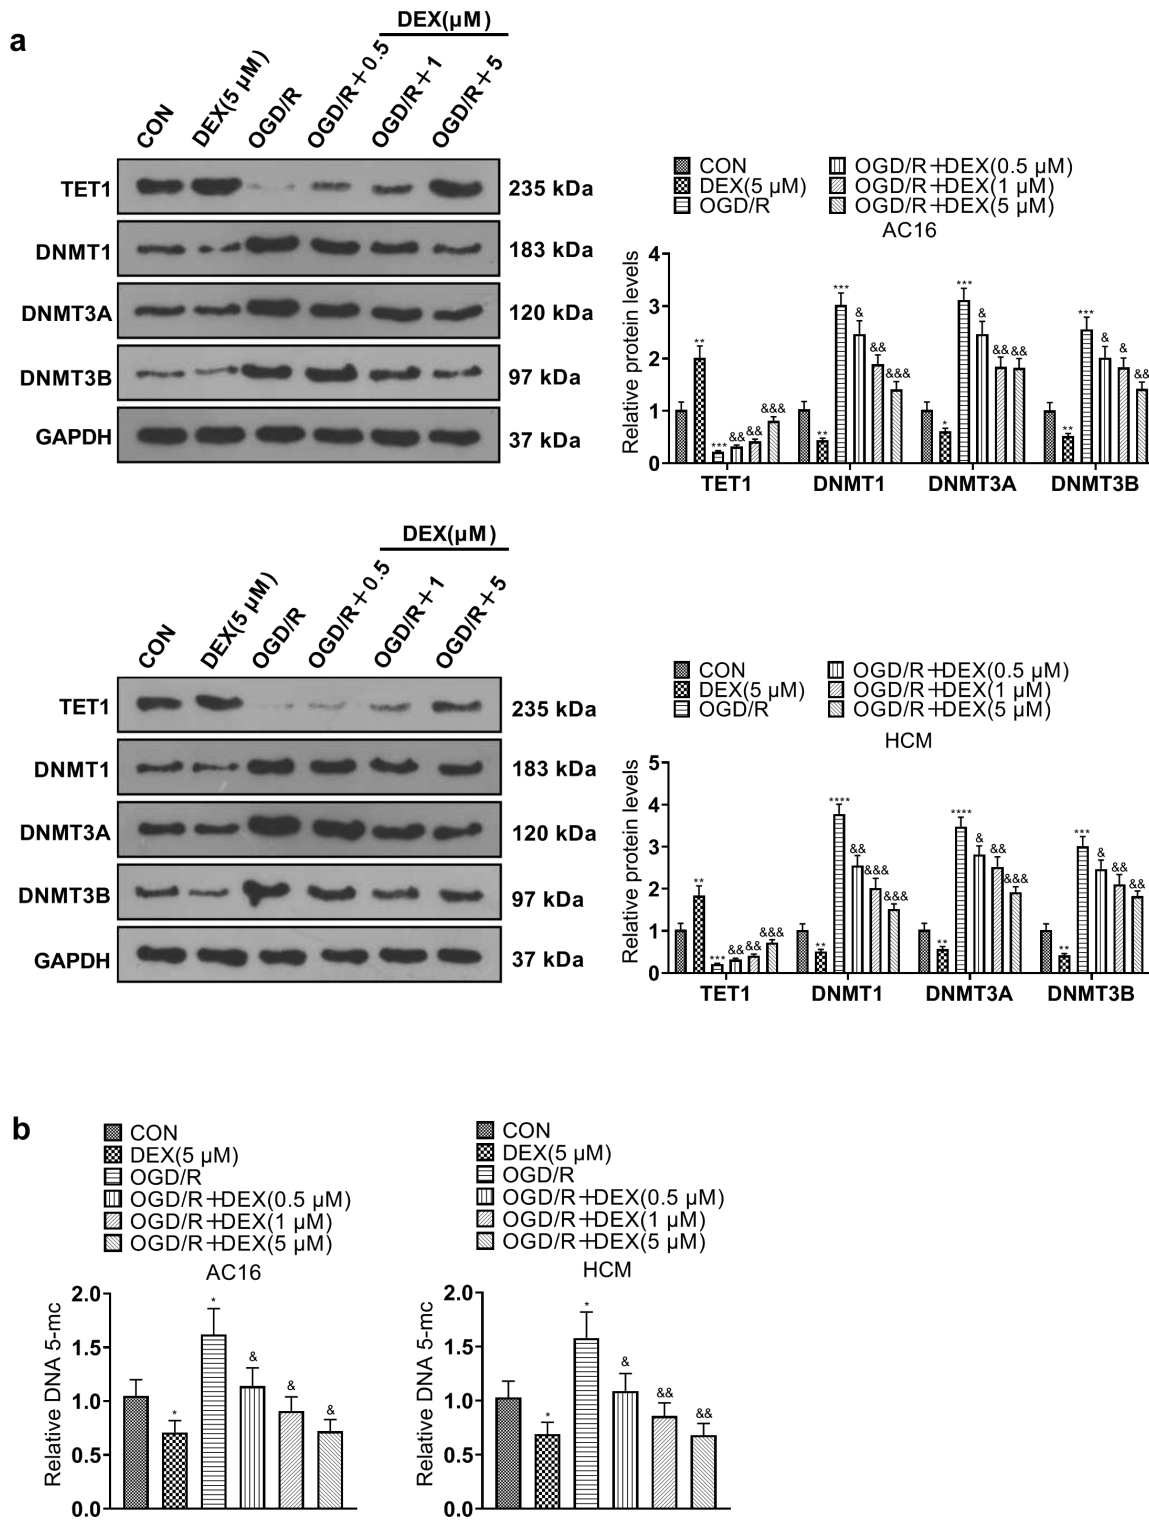 a
DEX(μM)
CON
DEX(5 μM)
OGD/R
OGD/R+0.5
OGD/R+1
OGD/R+5
TET1
235 kDa
DNMT1
183 kDa
DNMT3A
120 kDa
DNMT3B
97 kDa
GAPDH
37 kDa
CON
DEX(5 μM)
OGD/R
OGD/R+DEX(0.5 μM)
OGD/R+DEX(1 μM)
OGD/R+DEX(5 μM)
AC16
Relative protein levels
4
3
2
1
0
** *** && && &&&
** *** & && &&&
* *** & && &&
** *** & & &&
TET1 DNMT1 DNMT3A DNMT3B
DEX(μM)
CON
DEX(5 μM)
OGD/R
OGD/R+0.5
OGD/R+1
OGD/R+5
TET1
235 kDa
DNMT1
183 kDa
DNMT3A
120 kDa
DNMT3B
97 kDa
GAPDH
37 kDa
CON
DEX(5 μM)
OGD/R
OGD/R+DEX(0.5 μM)
OGD/R+DEX(1 μM)
OGD/R+DEX(5 μM)
HCM
Relative protein levels
5
4
3
2
1
0
** *** && && &&&
** **** && &&& &&&
** **** & && &&&
** *** & && &&
TET1 DNMT1 DNMT3A DNMT3B
b
CON
DEX(5 μM)
OGD/R
OGD/R+DEX(0.5 μM)
OGD/R+DEX(1 μM)
OGD/R+DEX(5 μM)
AC16
Relative DNA 5-mc
2.0
1.5
1.0
0.5
0.0
* * & & &
CON
DEX(5 μM)
OGD/R
OGD/R+DEX(0.5 μM)
OGD/R+DEX(1 μM)
OGD/R+DEX(5 μM)
HCM
Relative DNA 5-mc
2.0
1.5
1.0
0.5
0.0
* * & && &&